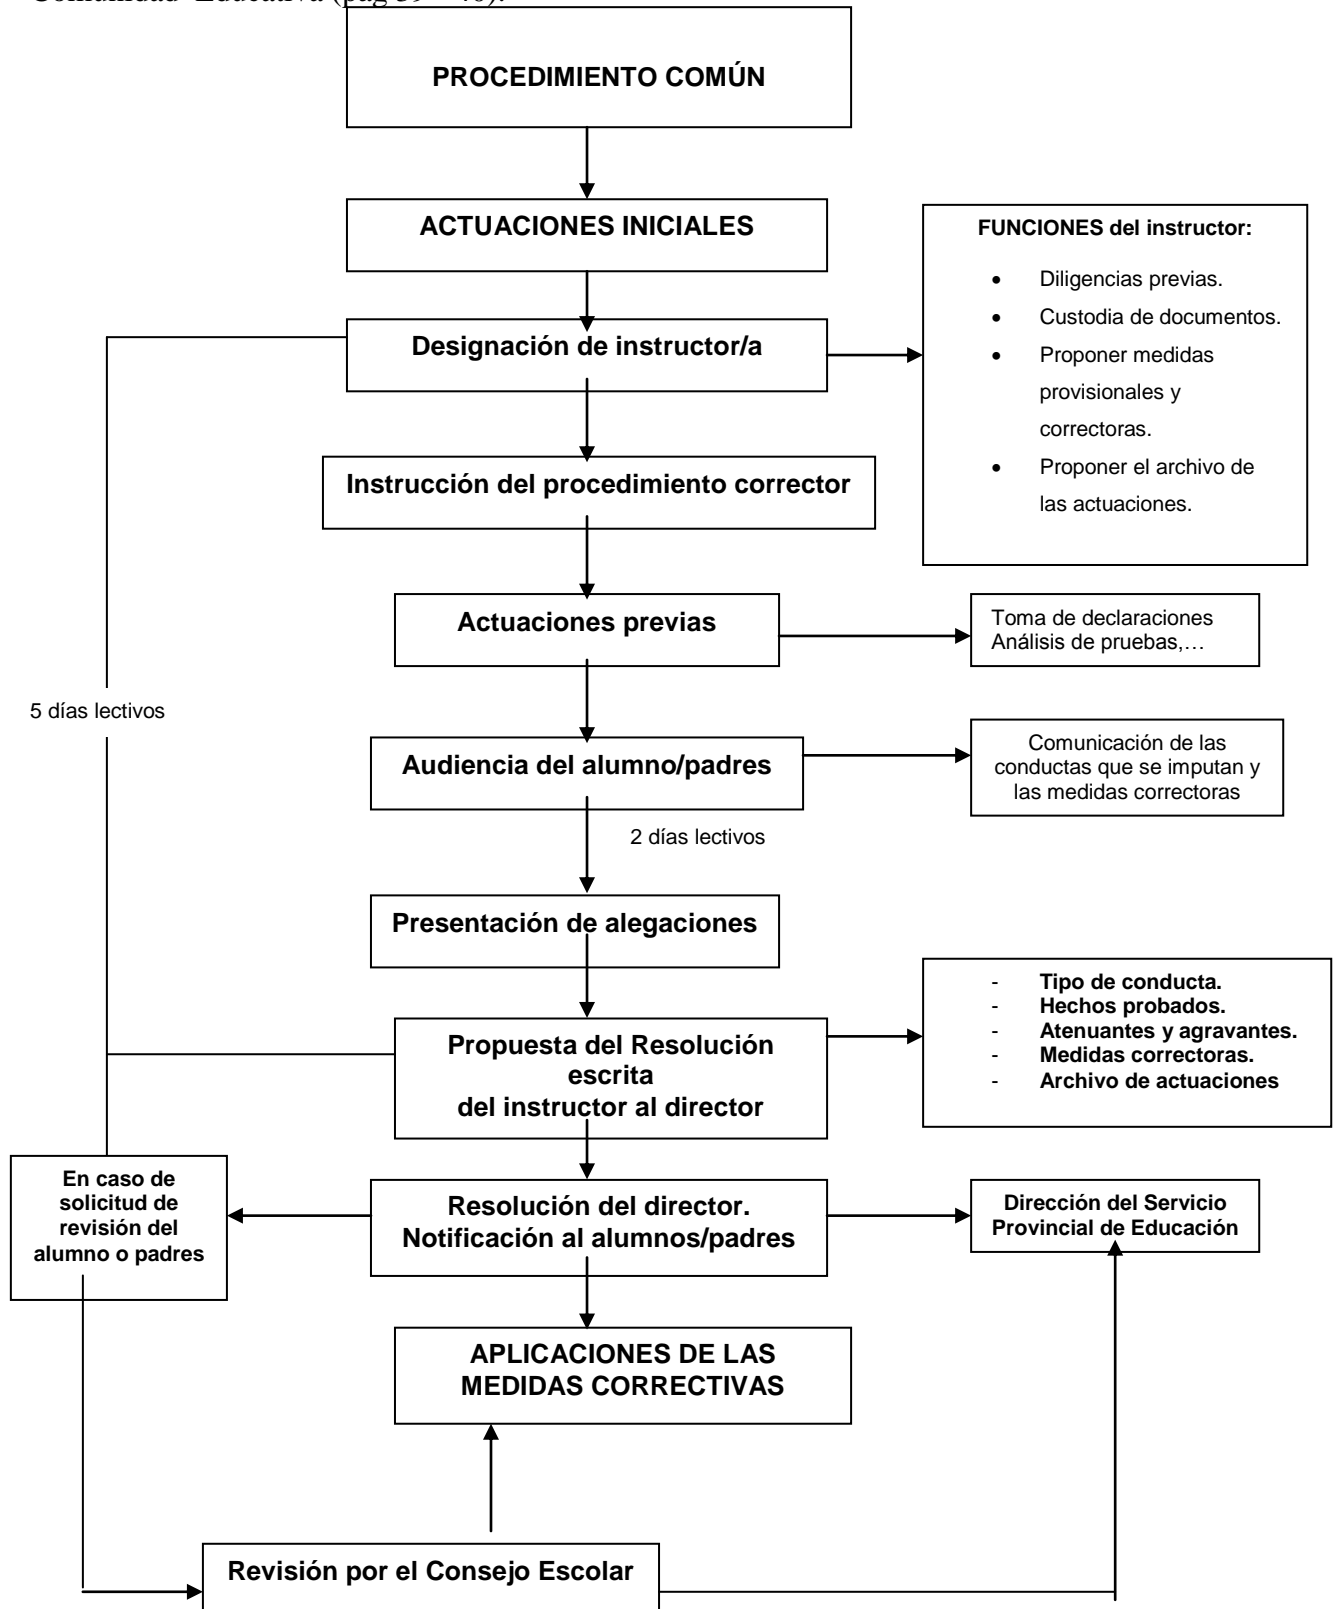 PROCEDIMIENTO COMÚN
ACTUACIONES INICIALES
FUNCIONES del instructor:
• Diligencias previas.
• Custodia de documentos.
• Proponer medidas
provisionales y
correctoras.
• Proponer el archivo de
las actuaciones.
Designación de instructor/a
Instrucción del procedimiento corrector
Actuaciones previas
Toma de declaraciones
Análisis de pruebas,…
5 días lectivos
Audiencia del alumno/padres
Comunicación de las
conductas que se imputan y
las medidas correctoras
2 días lectivos
Presentación de alegaciones
Propuesta del Resolución
escrita
del instructor al director
- Tipo de conducta.
- Hechos probados.
- Atenuantes y agravantes.
- Medidas correctoras.
- Archivo de actuaciones
En caso de
solicitud de
revisión del
alumno o padres
Resolución del director.
Notificación al alumnos/padres
Dirección del Servicio
Provincial de Educación
APLICACIONES DE LAS
MEDIDAS CORRECTIVAS
Revisión por el Consejo Escolar